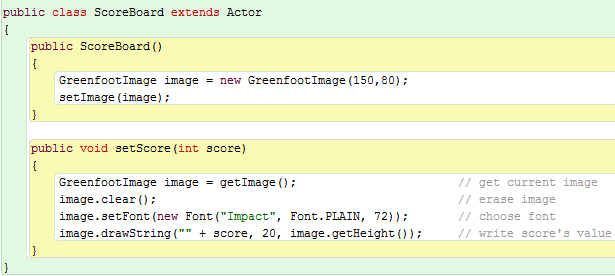 public class ScoreBoard extends Actor
{
public ScoreBoard()
{
GreenfootImage image = new GreenfootImage(150,80);
setImage(image);
}
public void setScore(int score)
{
GreenfootImage image = getImage(); // get current image
image.clear(); // erase image
image.setFont(new Font("Impact", Font.PLAIN, 72)); // choose font
image.drawString("" + score, 20, image.getHeight()); // write score's value
}
}